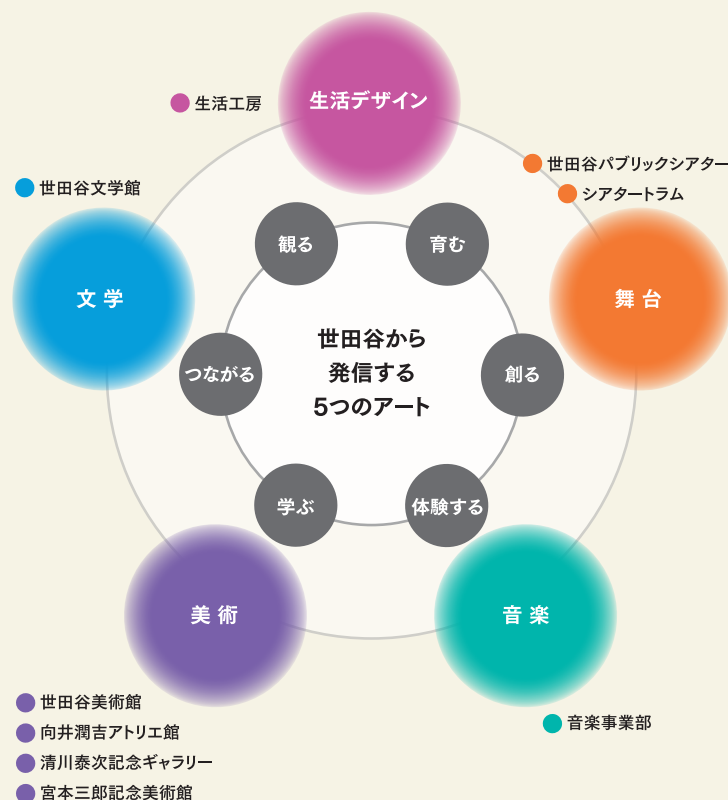 生活デザイン
生活工房
世田谷パブリックシアター
シアタートラム
世田谷文学館
文学
舞台
観る
育む
つながる
創る
学ぶ
体験する
世田谷から
発信する
5つのアート
美術
音楽
世田谷美術館
向井潤吉アトリエ館
清川泰次記念ギャラリー
宮本三郎記念美術館
音楽事業部